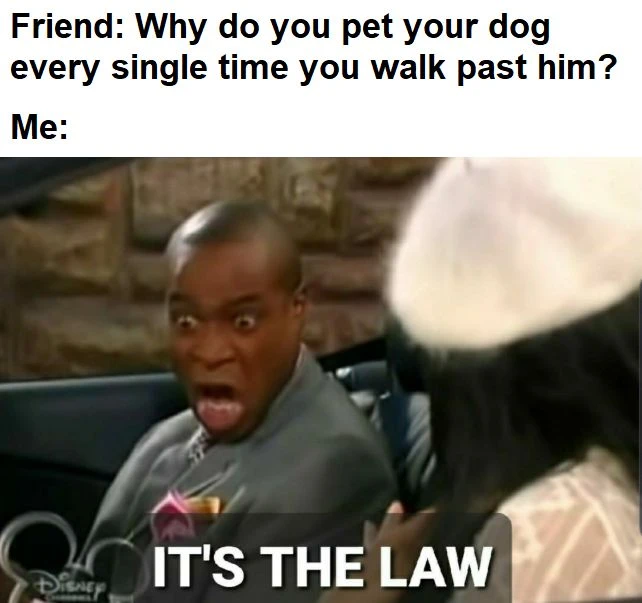 Friend: Why do you pet your dog
every single time you walk past him?
Me:
IT'S THE LAW
Disney
CHANNEL